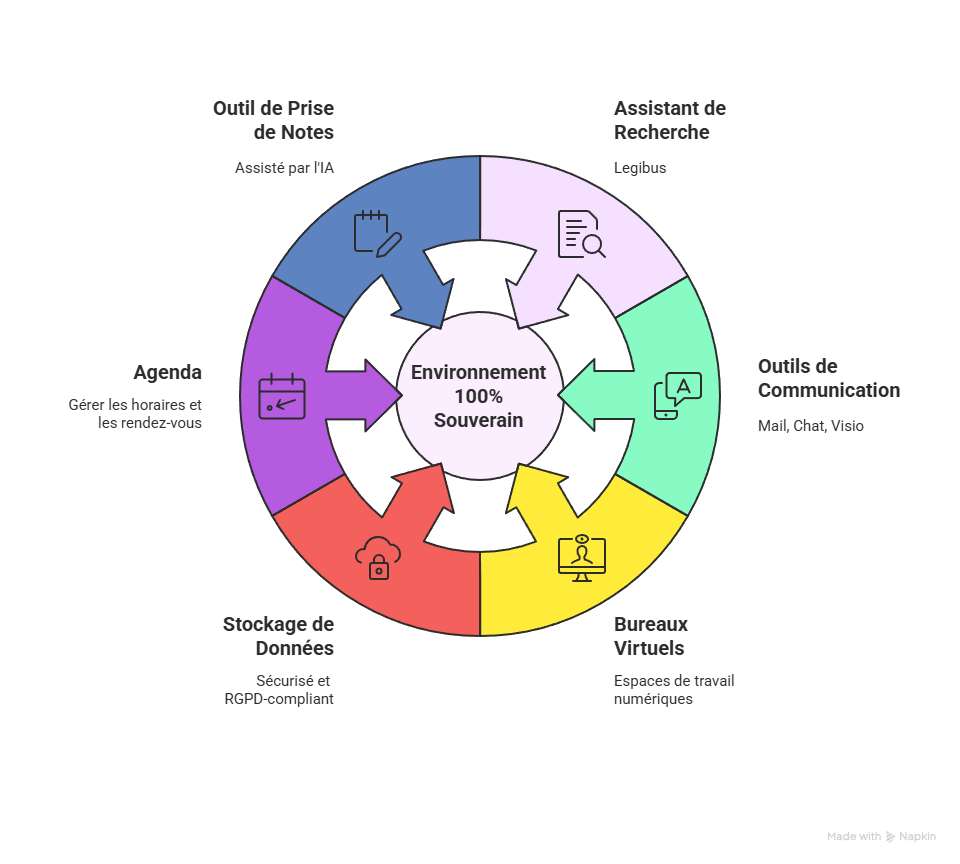 Outil de Prise
de Notes
Assisté par l'IA
Assistant de
Recherche
Legibus
Agenda
Gérer les horaires et
les rendez-vous
Environnement
100%
Souverain
A
Outils de
Communication
Mail, Chat, Visio
Stockage de
Données
Sécurisé et
RGPD-compliant
Bureaux
Virtuels
Espaces de travail
numériques
Made with Napkin